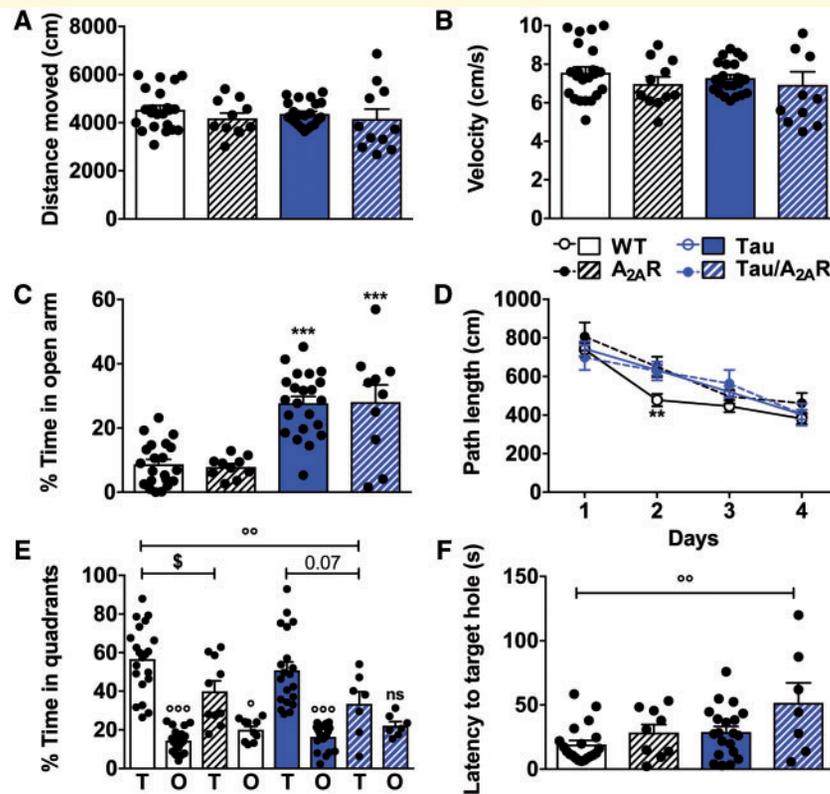 A
Distance moved (cm)
8000
6000
4000
2000
0
B
Velocity (cm/s)
10
8
6
4
2
0
WT
Tau
A2AR
Tau/A2AR
C
% Time in open arm
60
40
20
0
***
***
D
Path length (cm)
1000
800
600
400
200
0
**
1 2 3 4
Days
E
% Time in quadrants
100
80
60
40
20
0
°°
$
0.07
°°°
°
°°°
ns
T O T O T O T O
F
Latency to target hole (s)
150
100
50
0
°°